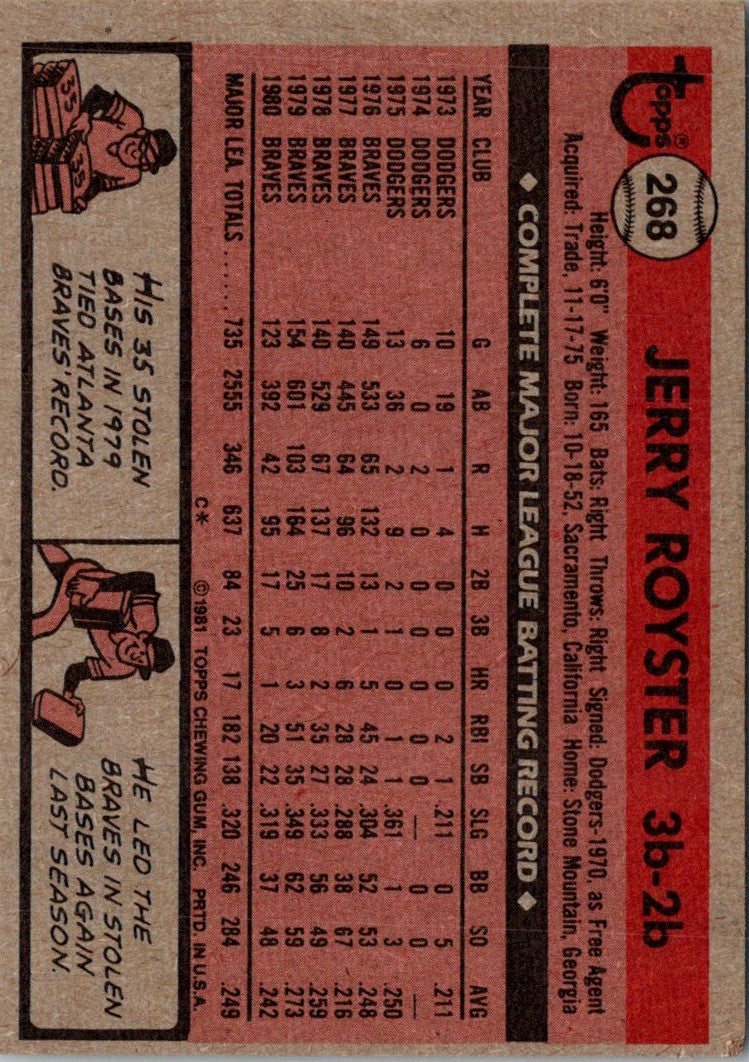 Topps®
268
JERRY ROYSTER 3b-2b
Height: 6'0" Weight: 165 Bats: Right Throws: Right Signed: Dodgers-1970, as Free Agent
Acquired: Trade, 11-17-75 Born: 10-18-52, Sacramento, California Home: Stone Mountain, Georgia
◆ COMPLETE MAJOR LEAGUE BATTING RECORD ◆
YEAR CLUB G AB R H 2B 3B HR RBI SB SLG BB SO AVG
1973 DODGERS 10 19 1 4 0 0 0 2 1 .211 0 5 .211
1974 DODGERS 6 0 2 0 0 0 0 0 0 — 0 0 —
1975 DODGERS 13 36 2 9 2 1 0 1 1 .361 1 3 .250
1976 BRAVES 149 533 65 132 13 1 5 45 24 .304 52 53 .248
1977 BRAVES 140 445 64 96 10 2 6 28 28 .288 38 67 .216
1978 BRAVES 140 529 67 137 17 8 2 35 27 .333 56 49 .259
1979 BRAVES 154 601 103 164 25 6 3 51 35 .349 62 59 .273
1980 BRAVES 123 392 42 95 17 5 1 20 22 .319 37 48 .242
MAJOR LEA. TOTALS ....... 735 2555 346 637 84 23 17 182 138 .320 246 284 .249
C* © 1981 TOPPS CHEWING GUM, INC. PRTD. IN U.S.A.
35
35
HIS 35 STOLEN
BASES IN 1979
TIED ATLANTA
BRAVES' RECORD.
HE LED THE
BRAVES IN STOLEN
BASES AGAIN
LAST SEASON.